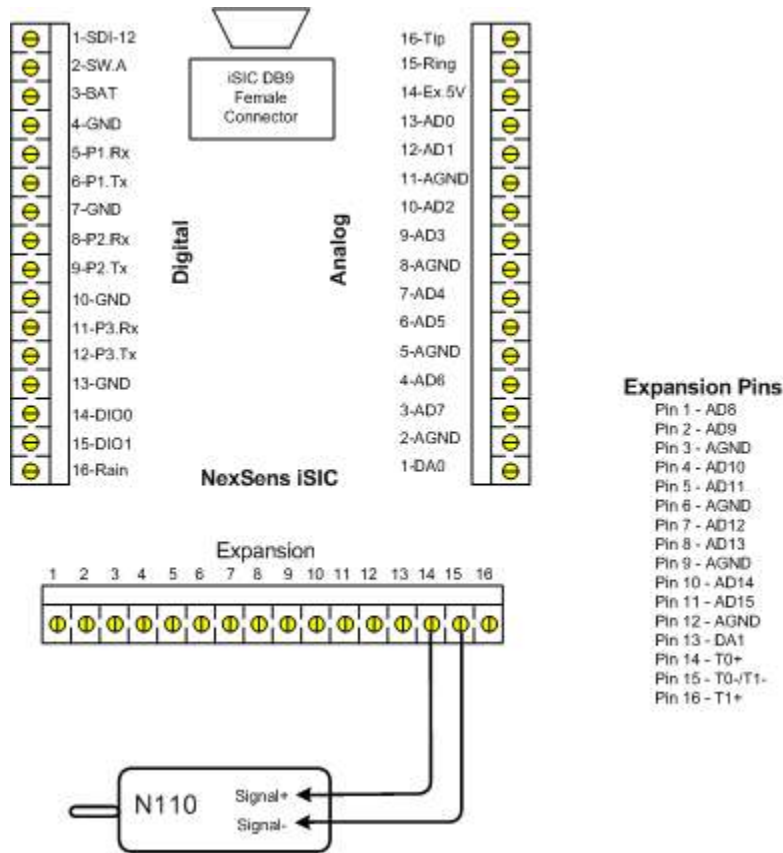 1-SDI-12
2-SW.A
3-BAT
4-GND
5-P1.Rx
6-P1.Tx
7-GND
8-P2.Rx
9-P2.Tx
10-GND
11-P3.Rx
12-P3.Tx
13-GND
14-DIO0
15-DIO1
16-Rain
iSIC DB9
Female
Connector
Digital
Analog
16-Tip
15-Ring
14-Ex.5V
13-AD0
12-AD1
11-AGND
10-AD2
9-AD3
8-AGND
7-AD4
6-AD5
5-AGND
4-AD6
3-AD7
2-AGND
1-DA0
NexSens iSIC
Expansion Pins
Pin 1 - AD8
Pin 2 - AD9
Pin 3 - AGND
Pin 4 - AD10
Pin 5 - AD11
Pin 6 - AGND
Pin 7 - AD12
Pin 8 - AD13
Pin 9 - AGND
Pin 10 - AD14
Pin 11 - AD15
Pin 12 - AGND
Pin 13 - DA1
Pin 14 - T0+
Pin 15 - T0-/T1-
Pin 16 - T1+
Expansion
1 2 3 4 5 6 7 8 9 10 11 12 13 14 15 16
N110
Signal+
Signal-